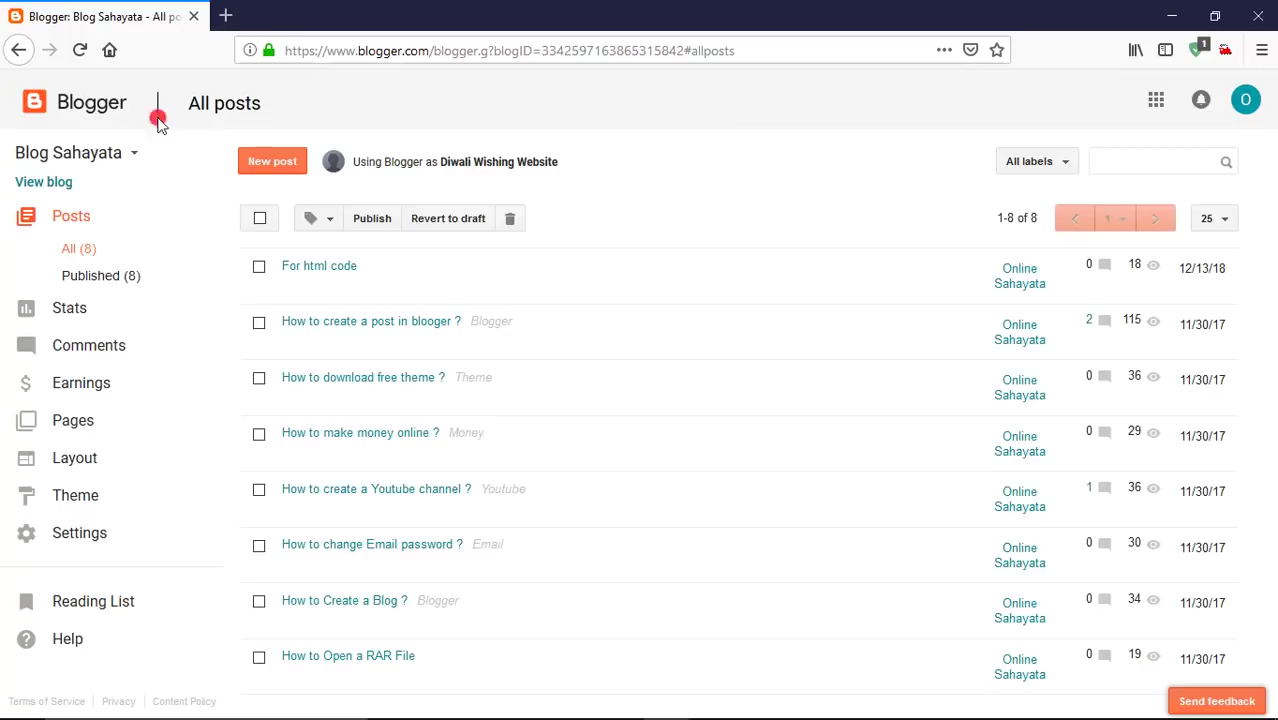 Blogger: Blog Sahayata - All po
https://www.blogger.com/blogger.g?blogID=3342597163865315842#allposts
1
Blogger
All posts
O
Blog Sahayata
View blog
New post
Using Blogger as Diwali Wishing Website
All labels
Posts
All (8)
Published (8)
Stats
Comments
Earnings
Pages
Layout
Theme
Settings
Reading List
Help
Terms of Service | Privacy | Content Policy
Publish
Revert to draft
1-8 of 8
1
25
For html code
Online Sahayata
0 18 12/13/18
How to create a post in blooger ? Blogger
Online Sahayata
2 115 11/30/17
How to download free theme ? Theme
Online Sahayata
0 36 11/30/17
How to make money online ? Money
Online Sahayata
0 29 11/30/17
How to create a Youtube channel ? Youtube
Online Sahayata
1 36 11/30/17
How to change Email password ? Email
Online Sahayata
0 30 11/30/17
How to Create a Blog ? Blogger
Online Sahayata
0 34 11/30/17
How to Open a RAR File
Online Sahayata
0 19 11/30/17
Send feedback